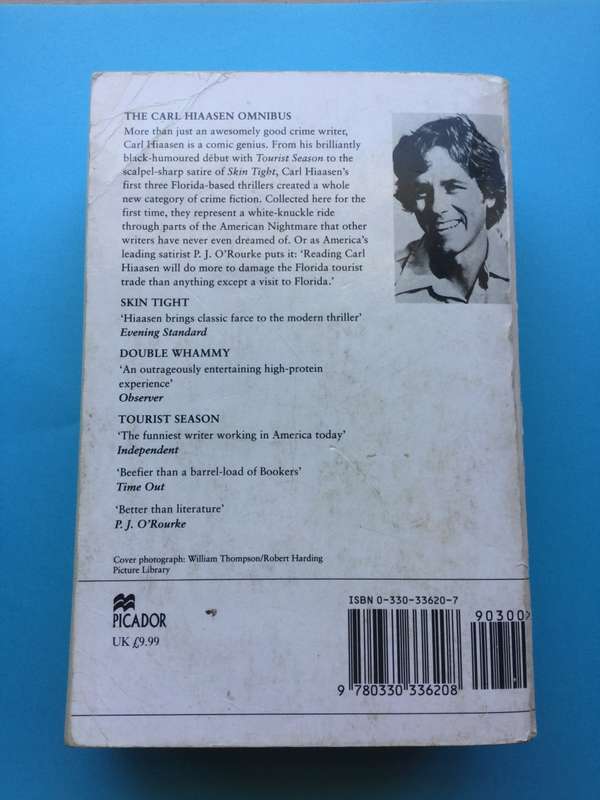 THE CARL HIAASEN OMNIBUS
More than just an awesomely good crime writer,
Carl Hiaasen is a comic genius. From his brilliantly
black-humoured début with Tourist Season to the
scalpel-sharp satire of Skin Tight, Carl Hiaasen's
first three Florida-based thrillers created a whole
new category of crime fiction. Collected here for the
first time, they represent a white-knuckle ride
through parts of the American Nightmare that other
writers have never even dreamed of. Or as America's
leading satirist P. J. O'Rourke puts it: 'Reading Carl
Hiaasen will do more to damage the Florida tourist
trade than anything except a visit to Florida.'
SKIN TIGHT
'Hiaasen brings classic farce to the modern thriller'
Evening Standard
DOUBLE WHAMMY
'An outrageously entertaining high-protein
experience'
Observer
TOURIST SEASON
'The funniest writer working in America today'
Independent
'Beefier than a barrel-load of Bookers'
Time Out
'Better than literature'
P. J. O'Rourke
Cover photograph: William Thompson/Robert Harding
Picture Library
PICADOR
UK £9.99
ISBN 0-330-33620-7
90300>
9 780330 336208